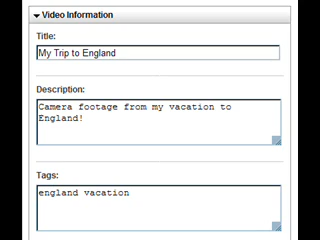 Video Information
Title:
My Trip to England
Description:
Camera footage from my vacation to
England!
Tags:
england vacation